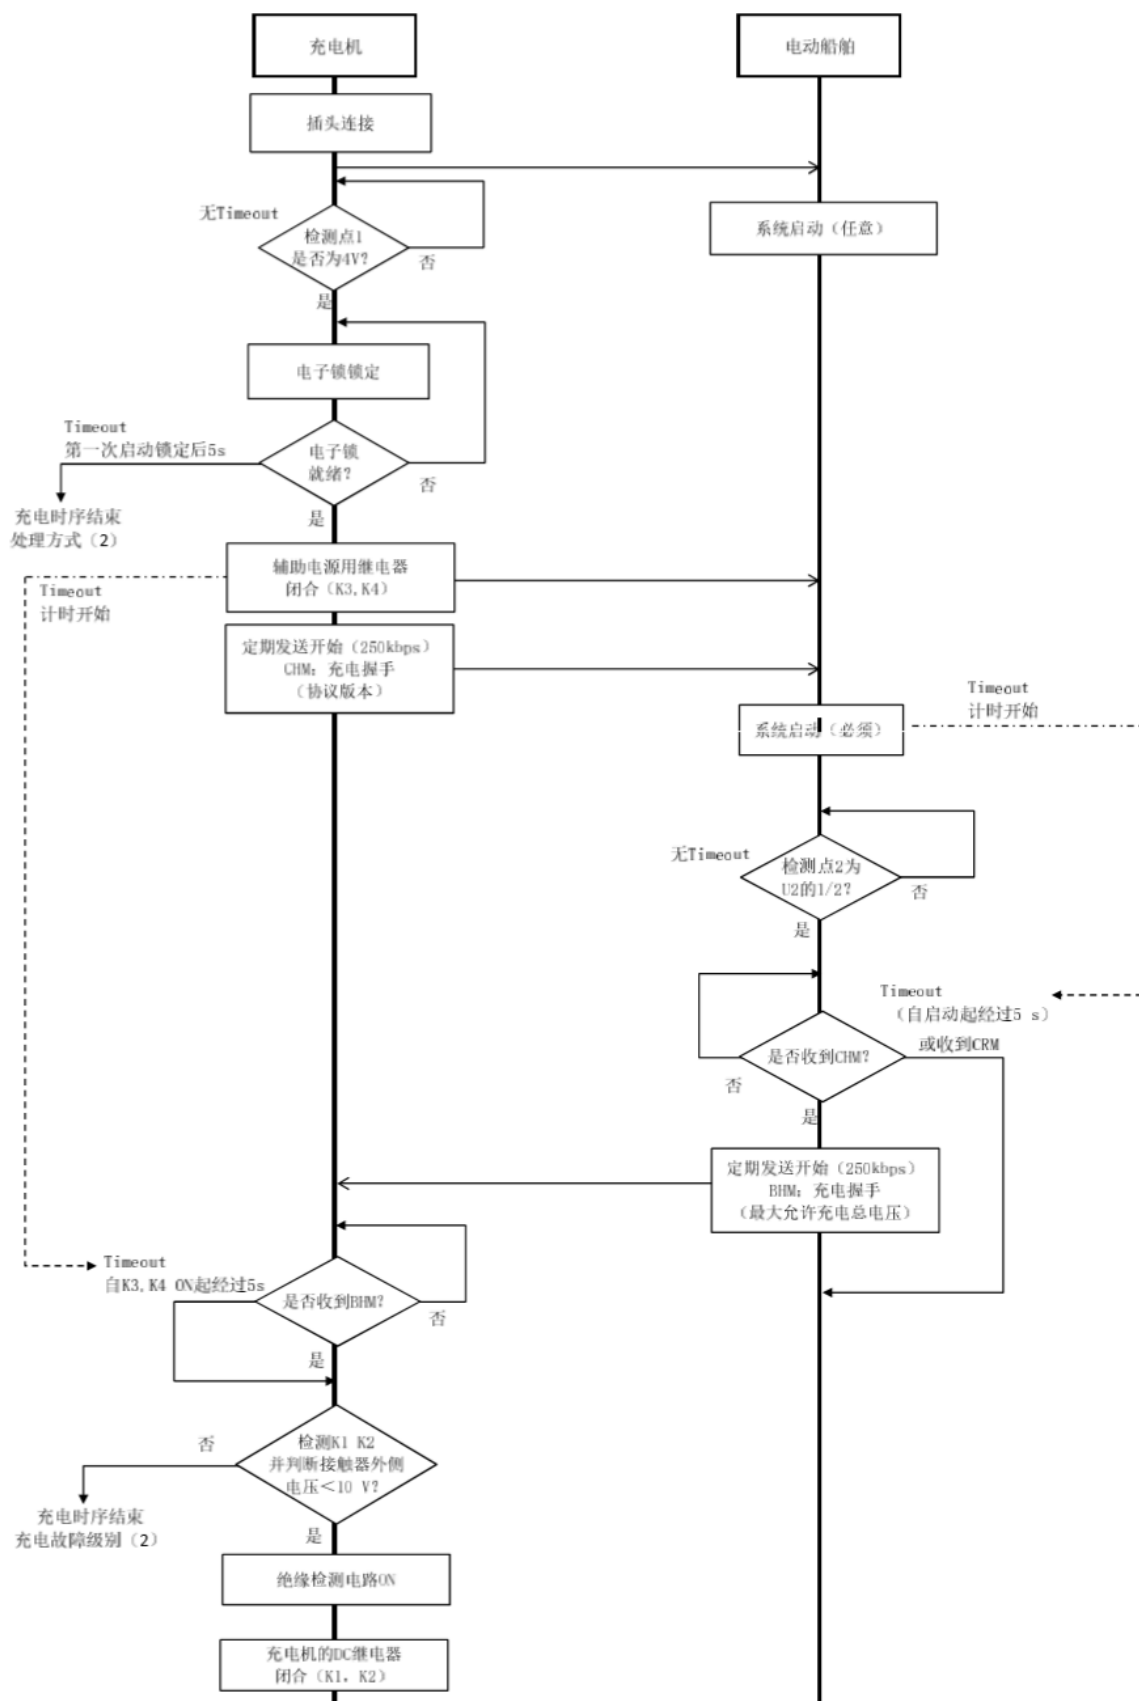 充电机
电动船舶
插头连接
无Timeout
检测点1
是否为4V?
否
是
系统启动（任意）
电子锁锁定
Timeout
第一次启动锁定后5s
电子锁
就绪?
否
是
充电时序结束
处理方式（2）
辅助电源用继电器
闭合（K3,K4）
Timeout
计时开始
定期发送开始（250kbps）
CHM: 充电握手
（协议版本）
Timeout
计时开始
系统启动（必须）
无Timeout
检测点2为
U2的1/2?
否
是
Timeout
（自启动起经过5 s）
是否收到CHM?
或收到CRM
否
是
定期发送开始（250kbps）
BHM: 充电握手
（最大允许充电总电压）
Timeout
自K3,K4 ON起经过5s
是否收到BHM?
否
是
检测K1 K2
并判断接触器外侧
电压＜10 V?
否
是
充电时序结束
充电故障级别（2）
绝缘检测电路ON
充电机的DC继电器
闭合（K1，K2）